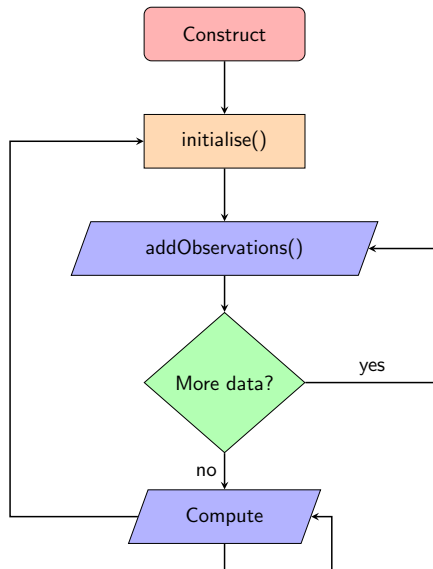 Construct
initialise()
addObservations()
More data?
yes
no
Compute